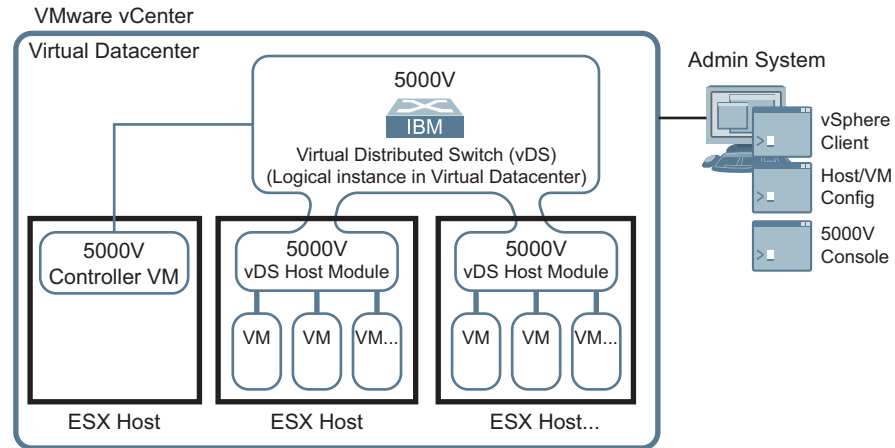 VMware vCenter
Virtual Datacenter
5000V
IBM
Virtual Distributed Switch (vDS)
(Logical instance in Virtual Datacenter)
Admin System
>_
vSphere
Client
>_
Host/VM
Config
>_
5000V
Console
5000V
Controller VM
ESX Host
5000V
vDS Host Module
VM
VM
VM...
ESX Host
5000V
vDS Host Module
VM
VM
VM...
ESX Host...